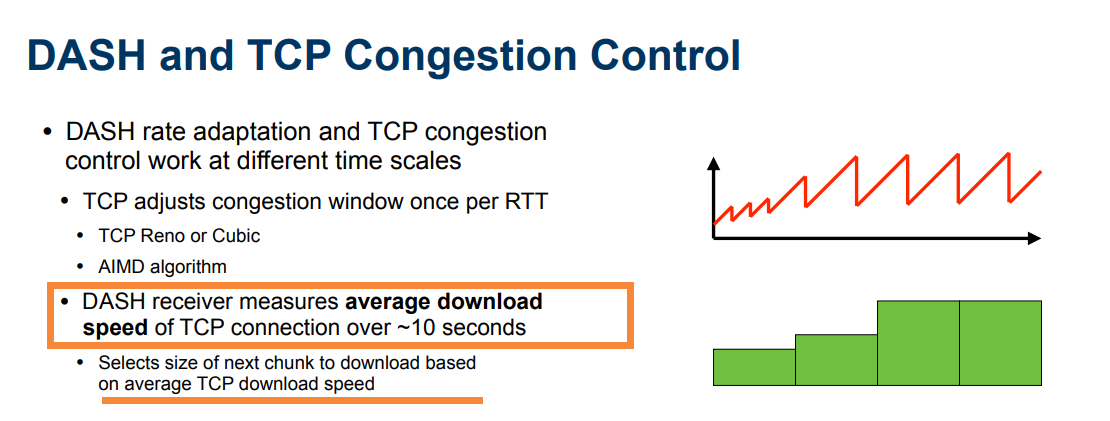 DASH and TCP Congestion Control
• DASH rate adaptation and TCP congestion
control work at different time scales
• TCP adjusts congestion window once per RTT
• TCP Reno or Cubic
• AIMD algorithm
• DASH receiver measures average download
speed of TCP connection over ~10 seconds
• Selects size of next chunk to download based
on average TCP download speed